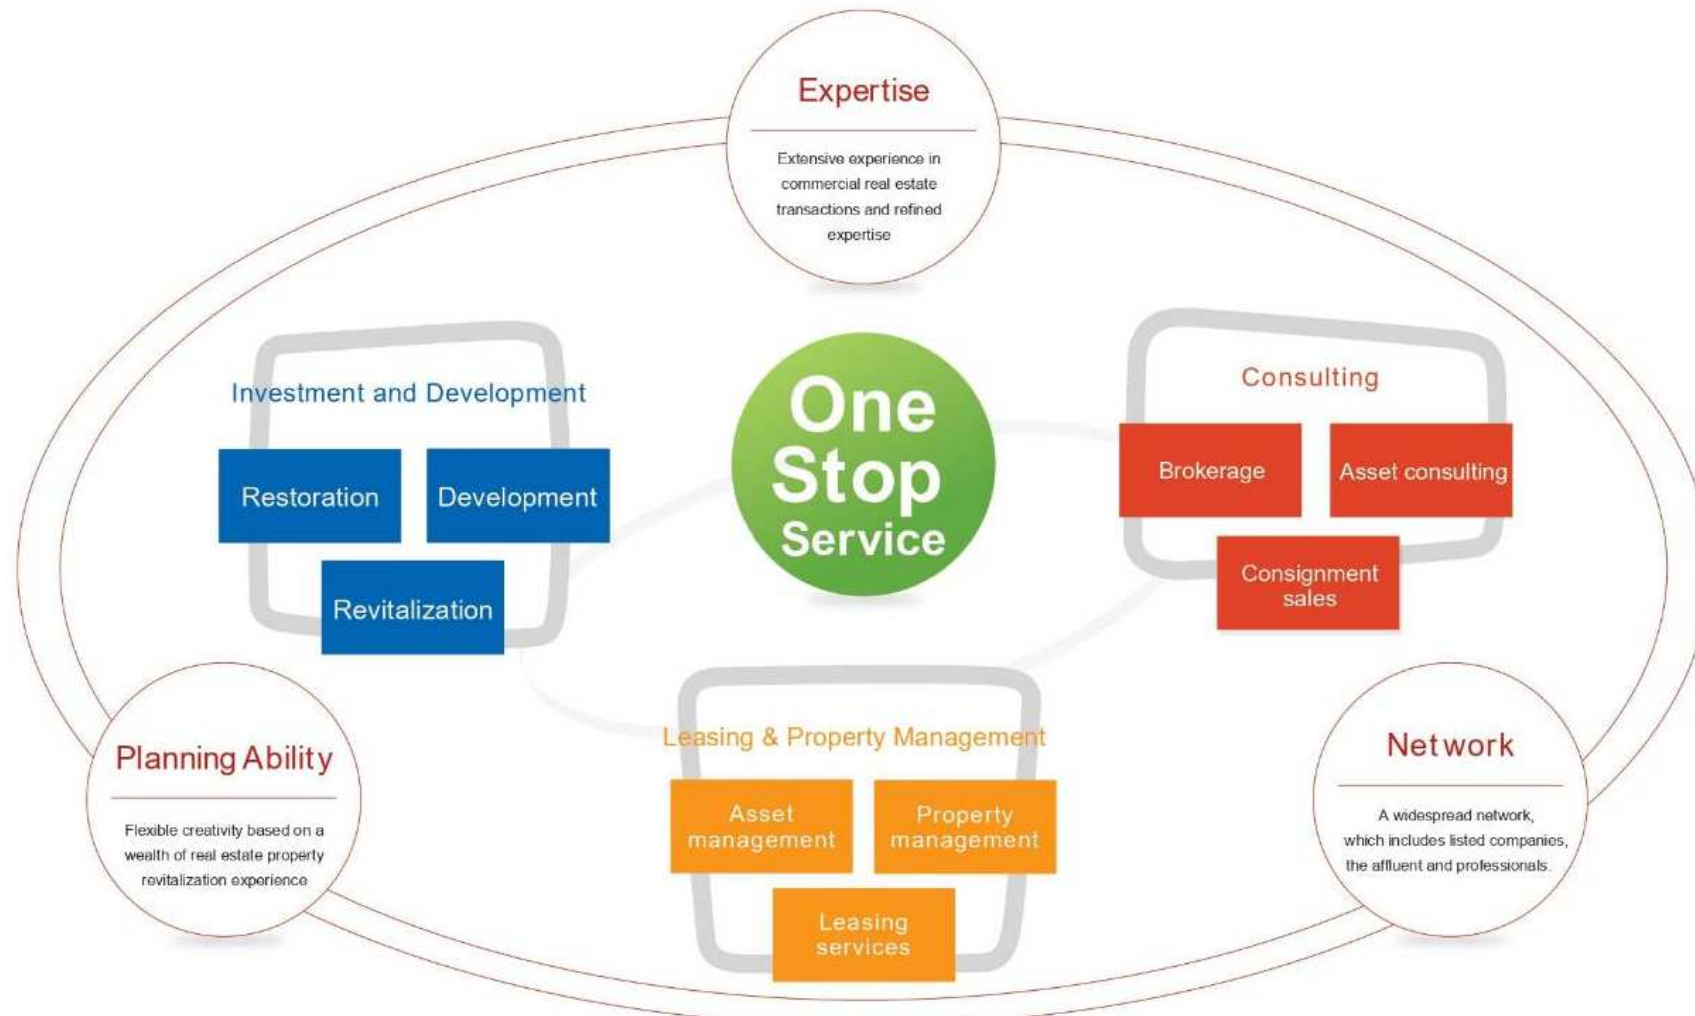 Expertise
Extensive experience in
commercial real estate
transactions and refined
expertise
Investment and Development
Restoration
Development
Revitalization
One
Stop
Service
Consulting
Brokerage
Asset consulting
Consignment
sales
Planning Ability
Flexible creativity based on a
wealth of real estate property
revitalization experience
Leasing & Property Management
Asset
management
Property
management
Leasing
services
Network
A widespread network,
which includes listed companies,
the affluent and professionals.